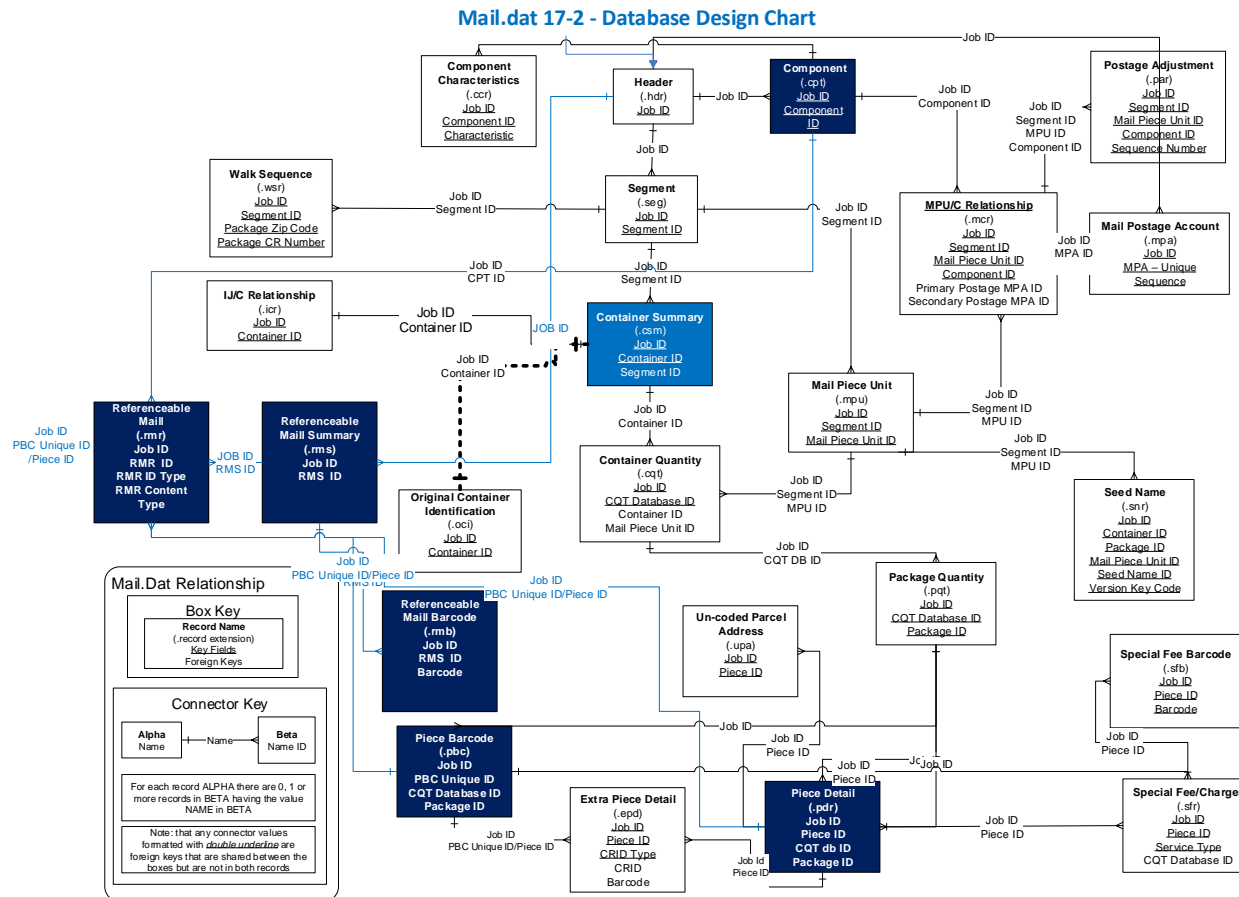 Mail.dat 17-2 - Database Design Chart
Component
Characteristics
(.ccr)
Job ID
Component ID
Characteristic
Header
(.hdr)
Job ID
Job ID
Component
(.cpt)
Job ID
Component
ID
Job ID
Job ID
Component ID
Job ID
Segment ID
MPU ID
Component ID
Postage Adjustment
(.par)
Job ID
Segment ID
Mail Piece Unit ID
Component ID
Sequence Number
Job ID
Walk Sequence
(.wsr)
Job ID
Segment ID
Package Zip Code
Package CR Number
Job ID
Segment ID
Segment
(.seg)
Job ID
Segment ID
Job ID
Segment ID
MPU/C Relationship
(.mcr)
Job ID
Segment ID
Mail Piece Unit ID
Component ID
Primary Postage MPA ID
Secondary Postage MPA ID
Job ID
MPA ID
Mail Postage Account
(.mpa)
Job ID
MPA – Unique
Sequence
Job ID
CPT ID
Job ID
Segment ID
IJ/C Relationship
(.icr)
Job ID
Container ID
Job ID
Container ID
JOB ID
Container Summary
(.csm)
Job ID
Container ID
Segment ID
Job ID
Container ID
Job ID
Container ID
Mail Piece Unit
(.mpu)
Job ID
Segment ID
Mail Piece Unit ID
Job ID
Segment ID
MPU ID
Job ID
PBC Unique ID
/Piece ID
Referenceable
Maill
(.rmr)
Job ID
RMR ID
RMR ID Type
RMR Content
Type
JOB ID
RMS ID
Referenceable
Maill Summary
(.rms)
Job ID
RMS ID
Container Quantity
(.cqt)
Job ID
CQT Database ID
Container ID
Mail Piece Unit ID
Job ID
Segment ID
MPU ID
Job ID
Segment ID
MPU ID
Seed Name
(.snr)
Job ID
Container ID
Package ID
Mail Piece Unit ID
Seed Name ID
Version Key Code
Original Container
Identification
(.oci)
Job ID
Container ID
Job ID
CQT DB ID
Job ID
PBC Unique ID/Piece ID
RMS ID
Job ID
PBC Unique ID/Piece ID
Package Quantity
(.pqt)
Job ID
CQT Database ID
Package ID
Mail.Dat Relationship
Box Key
Record Name
(.record extension)
Key Fields
Foreign Keys
Connector Key
Alpha
Name
Name
Beta
Name ID
For each record ALPHA there are 0, 1 or
more records in BETA having the value
NAME in BETA
Note: that any connector values
formatted with double underline are
foreign keys that are shared between the
boxes but are not in both records
Referenceable
Mail Barcode
(.rmb)
Job ID
RMS ID
Barcode
Un-coded Parcel
Address
(.upa)
Job ID
Piece ID
Special Fee Barcode
(.sfb)
Job ID
Piece ID
Barcode
Piece Barcode
(.pbc)
Job ID
PBC Unique ID
CQT Database ID
Package ID
Job ID
Job ID
Piece ID
Job ID
Job ID
Piece ID
Job ID
Piece ID
Job ID
PBC Unique ID/Piece ID
Extra Piece Detail
(.epd)
Job ID
Piece ID
CRID Type
CRID
Barcode
Job Id
Piece ID
Piece Detail
(.pdr)
Job ID
Piece ID
CQT db ID
Package ID
Job ID
Piece ID
Special Fee/Charges
(.sfr)
Job ID
Piece ID
Service Type
CQT Database ID